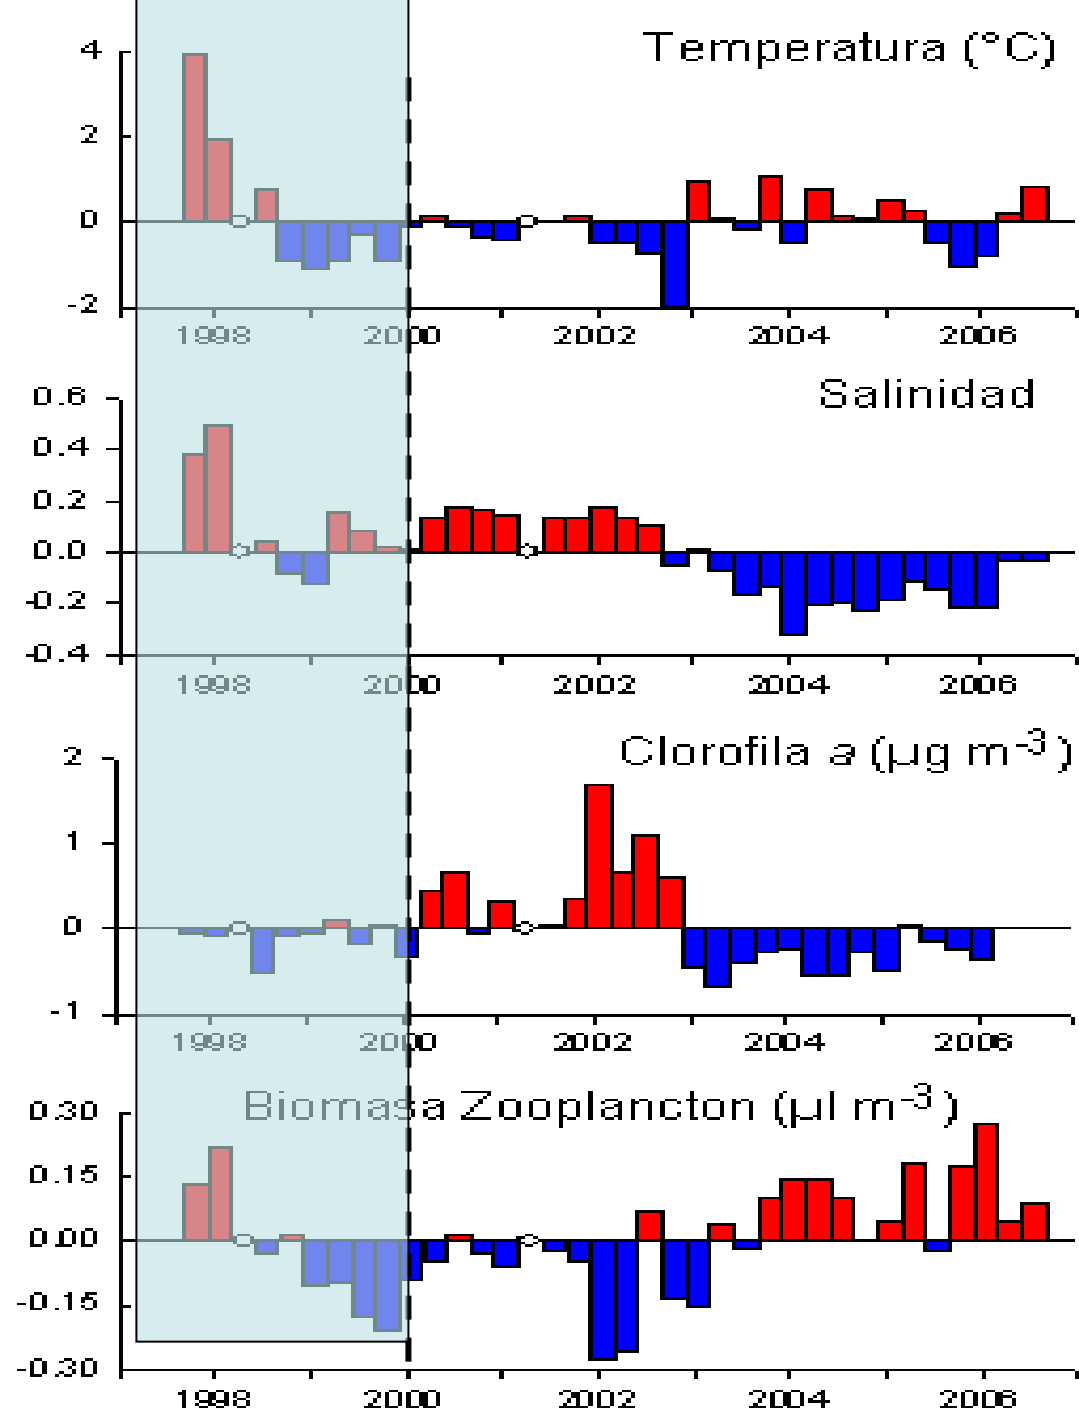 Temperatura (°C)
4
2
0
-2
1998 2000 2002 2004 2006
Salinidad
0.6
0.4
0.2
0.0
-0.2
-0.4
1998 2000 2002 2004 2006
Clorofila a (µg m-3)
2
1
0
-1
1998 2000 2002 2004 2006
Biomasa Zooplancton (µl m-3)
0.30
0.15
0.00
-0.15
-0.30
1998 2000 2002 2004 2006